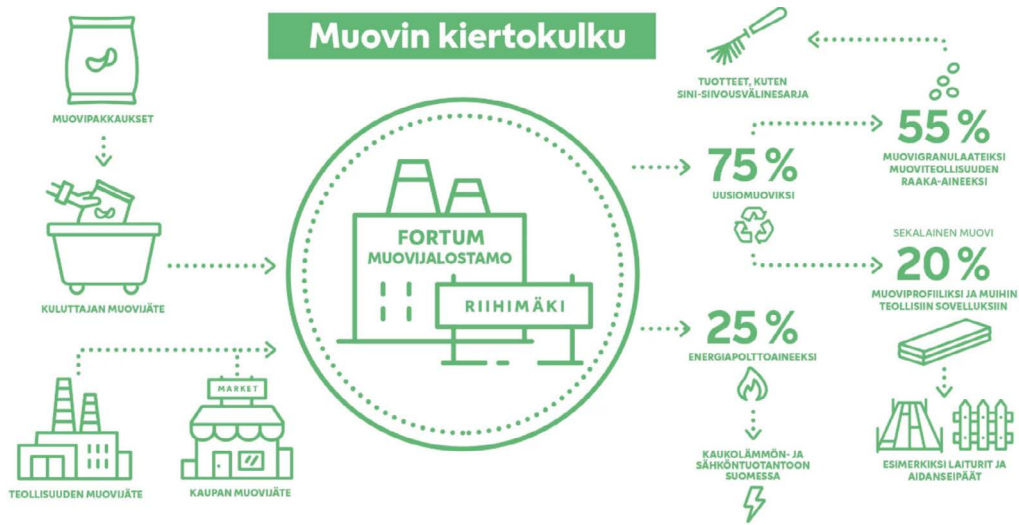 Muovin kiertokulku
MUOVIPAKKAUKSET
KULUTTAJAN MUOVIJÄTE
TEOLLISUUDEN MUOVIJÄTE
MARKET
KAUPAN MUOVIJÄTE
FORTUM
MUOVIJALOSTAMO
RIIHIMÄKI
75 %
UUSIOMUOVIKSI
25 %
ENERGIAPOLTTOAINEEKSI
KAUKOLÄMMÖN- JA
SÄHKÖNTUOTANTOON
SUOMESSA
TUOTTEET, KUTEN
SINI-SIIVOUSVÄLINESARJA
55 %
MUOVIGRANULAATEIKSI
MUOVITEOLLISUUDEN
RAAKA-AINEEKSI
SEKALAINEN MUOVI
20 %
MUOVIPROFIILIKSI JA MUIHIN
TEOLLISIIN SOVELLUKSIIN
ESIMERKIKSI LAITURIT JA
AIDANSEIPÄÄT